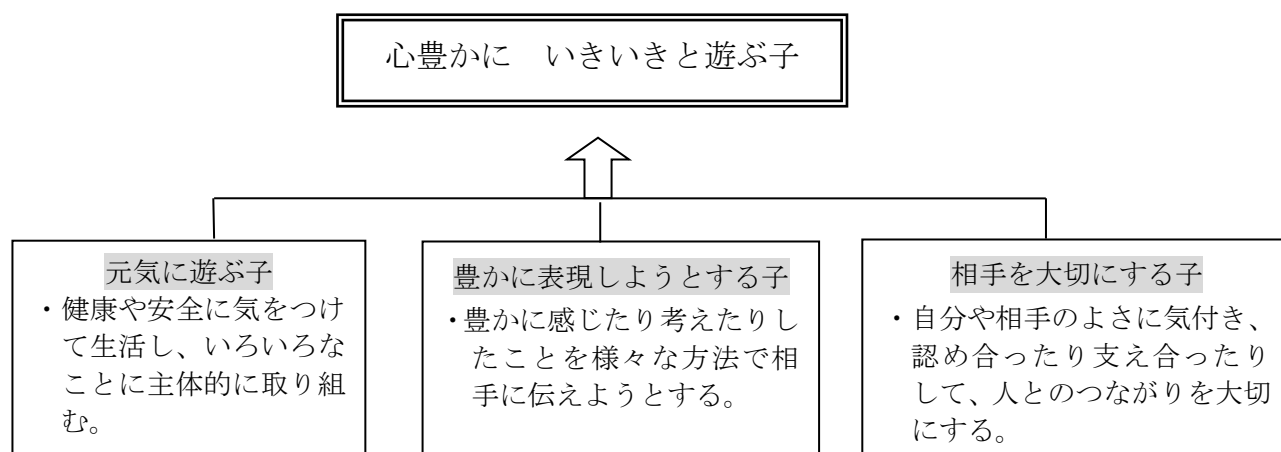 心豊かに　いきいきと遊ぶ子
元気に遊ぶ子
・健康や安全に気をつけ
て生活し、いろいろな
ことに主体的に取り組
む。
豊かに表現しようとする子
・豊かに感じたり考えたりし
たことを様々な方法で相
手に伝えようとする。
相手を大切にする子
・自分や相手のよさに気付き、
認め合ったり支え合ったり
して、人とのつながりを大切
にする。